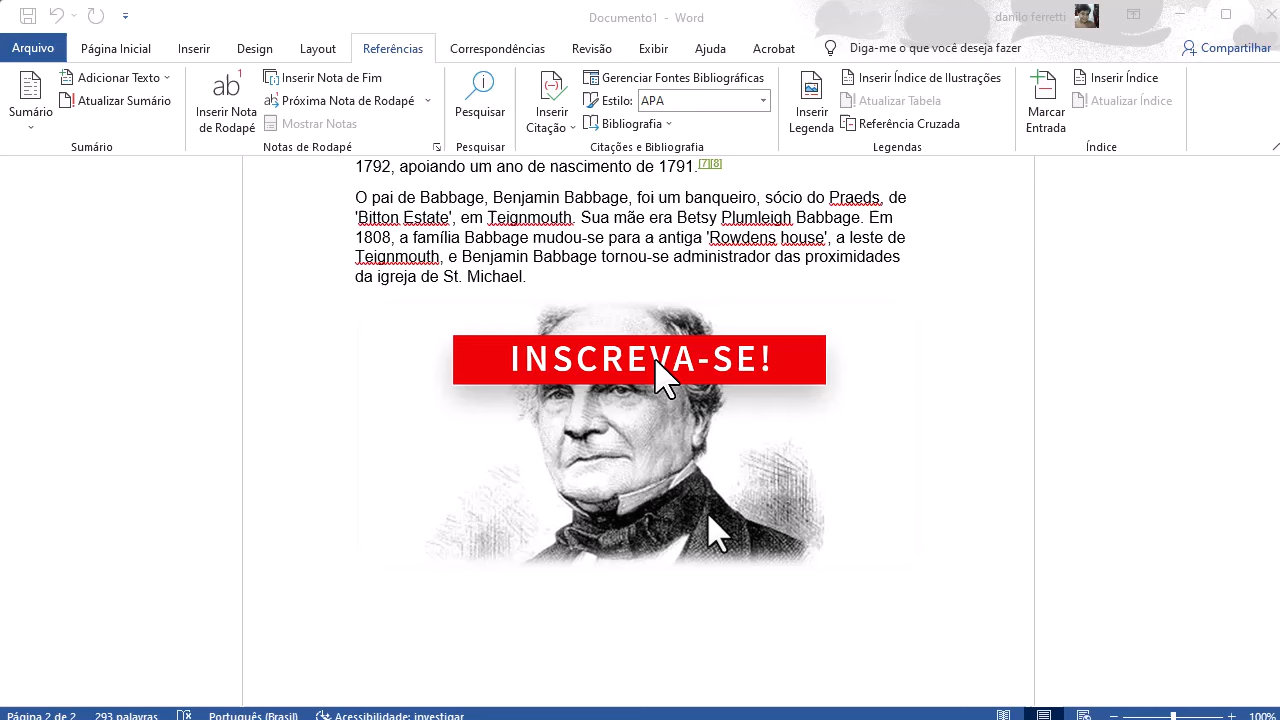 Documento1 - Word
danilo ferretti
Arquivo Página Inicial Inserir Design Layout Referências Correspondências Revisão Exibir Ajuda Acrobat Diga-me o que você deseja fazer Compartilhar
Sumário
Adicionar Texto
Atualizar Sumário
Sumário
ab1
Inserir Nota de Rodapé
Inserir Nota de Fim
Próxima Nota de Rodapé
Mostrar Notas
Notas de Rodapé
Pesquisar
Pesquisar
Inserir Citação
Gerenciar Fontes Bibliográficas
Estilo: APA
Bibliografia
Citações e Bibliografia
Inserir Legenda
Inserir Índice de Ilustrações
Atualizar Tabela
Referência Cruzada
Legendas
Marcar Entrada
Inserir Índice
Atualizar Índice
Índice
1792, apoiando um ano de nascimento de 1791.[7][8]
O pai de Babbage, Benjamin Babbage, foi um banqueiro, sócio do Praeds, de
'Bitton Estate', em Teignmouth. Sua mãe era Betsy Plumleigh Babbage. Em
1808, a família Babbage mudou-se para a antiga 'Rowdens house', a leste de
Teignmouth, e Benjamin Babbage tornou-se administrador das proximidades
da igreja de St. Michael.
INSCREVA-SE!
Página 2 de 2 293 palavras Português (Brasil) Acessibilidade: investigar 100%